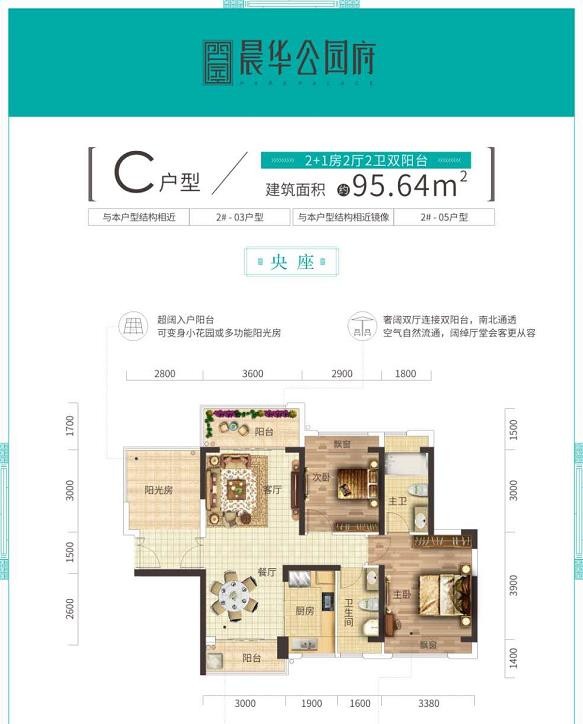 晨华公园府
C户型
2+1房2厅2卫双阳台
建筑面积 约95.64m²
与本户型结构相近 2# - 03户型 与本户型结构相近镜像 2# - 05户型
央座
超阔入户阳台
可变身小花园或多功能阳光房
奢阔双厅连接双阳台，南北通透
空气自然流通，阔绰厅堂会客更从容
2800 3600 2900 1800
1700
3000
1500
2600
1500
3000
3900
1400
阳台
飘窗
阳光房
客厅
次卧
主卫
餐厅
厨房
卫生间
主卧
阳台
飘窗
3000 1900 1600 3380